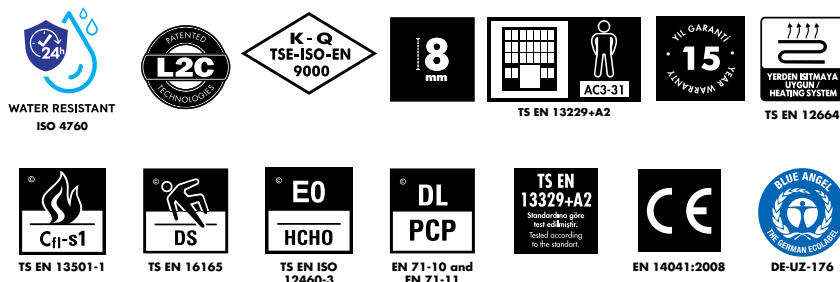 24h
WATER RESISTANT
ISO 4760
PATENTED
L2C
TECHNOLOGIES
K - Q
TSE-ISO-EN
9000
8
mm
AC3-31
TS EN 13229+A2
YIL GARANTİ
15
YEAR WARRANTY
YERDEN ISITMAYA
UYGUN /
HEATING SYSTEM
TS EN 12664
©
Cfl-s1
TS EN 13501-1
©
DS
TS EN 16165
©
E0
HCHO
TS EN ISO
12460-3
©
DL
PCP
EN 71-10 and
EN 71-11
TS EN
13329+A2
Standardına göre
test edilmiştir.
Tested according
to the standart.
CE
EN 14041:2008
BLUE ANGEL
THE GERMAN ECOLABEL
DE-UZ-176